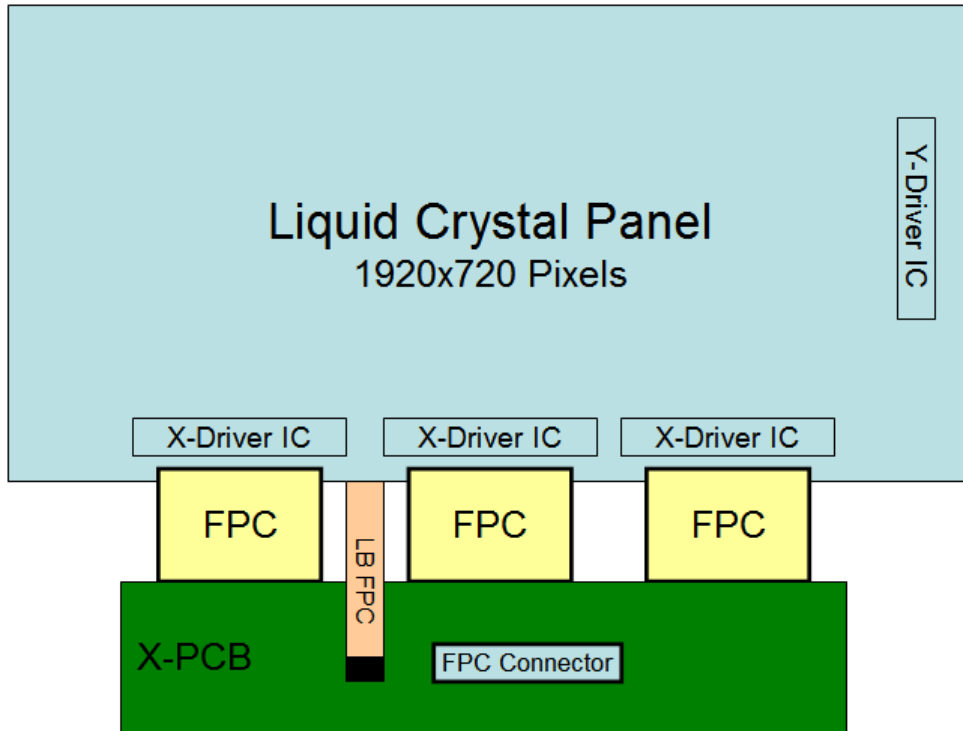 Liquid Crystal Panel
1920x720 Pixels
Y-Driver IC
X-Driver IC
X-Driver IC
X-Driver IC
FPC
FPC
FPC
LB FPC
X-PCB
FPC Connector